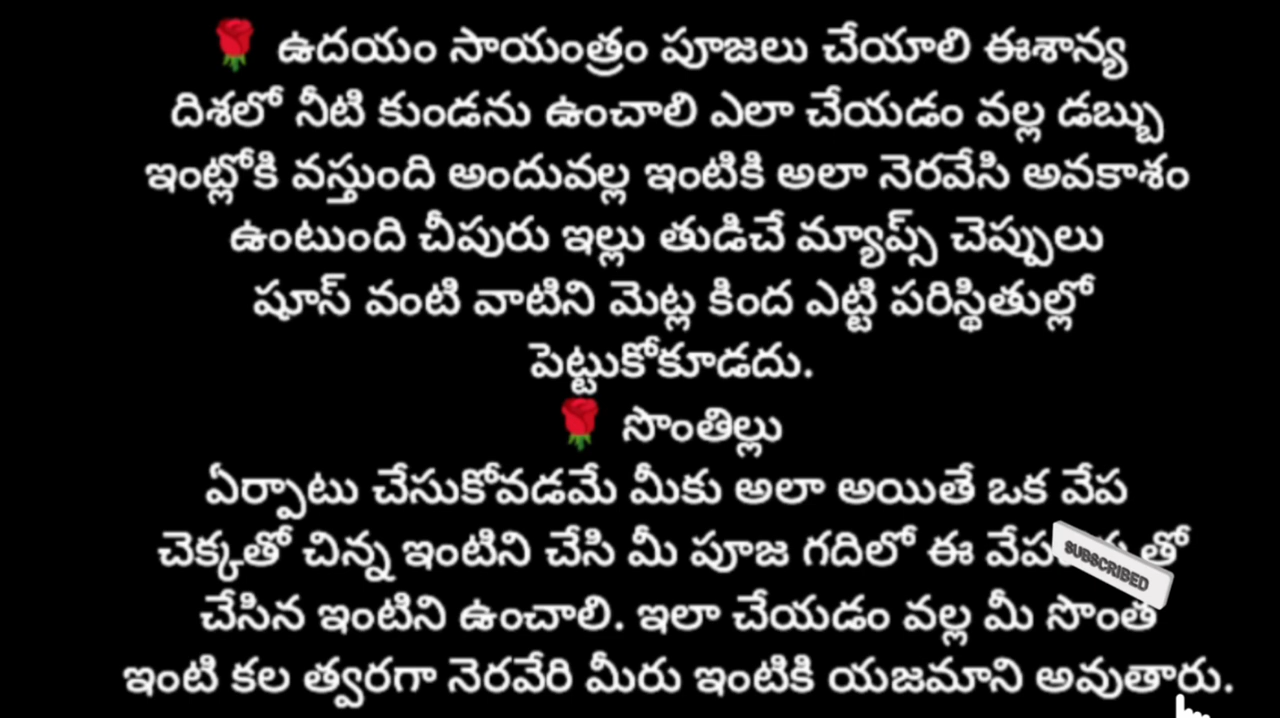 🌹 ఉదయం సాయంత్రం పూజలు చేయాలి ఈశాన్య
దిశలో నీటి కుండను ఉంచాలి ఎలా చేయడం వల్ల డబ్బు
ఇంట్లోకి వస్తుంది అందువల్ల ఇంటికి అలా నెరవేసి అవకాశం
ఉంటుంది చీపురు ఇల్లు తుడిచే మ్యాప్స్ చెప్పులు
షూస్ వంటి వాటిని మెట్ల కింద ఎట్టి పరిస్థితుల్లో
పెట్టుకోకూడదు.
🌹 సొంతిల్లు
ఏర్పాటు చేసుకోవడమే మీకు అలా అయితే ఒక వేప
చెక్కతో చిన్న ఇంటిని చేసి మీ పూజ గదిలో ఈ
SUBSCRIBED
చేసిన ఇంటిని ఉంచాలి. ఇలా చేయడం వల్ల మీ సొంత
ఇంటి కల త్వరగా నెరవేరి మీరు ఇంటికి యజమాని అవుతారు.